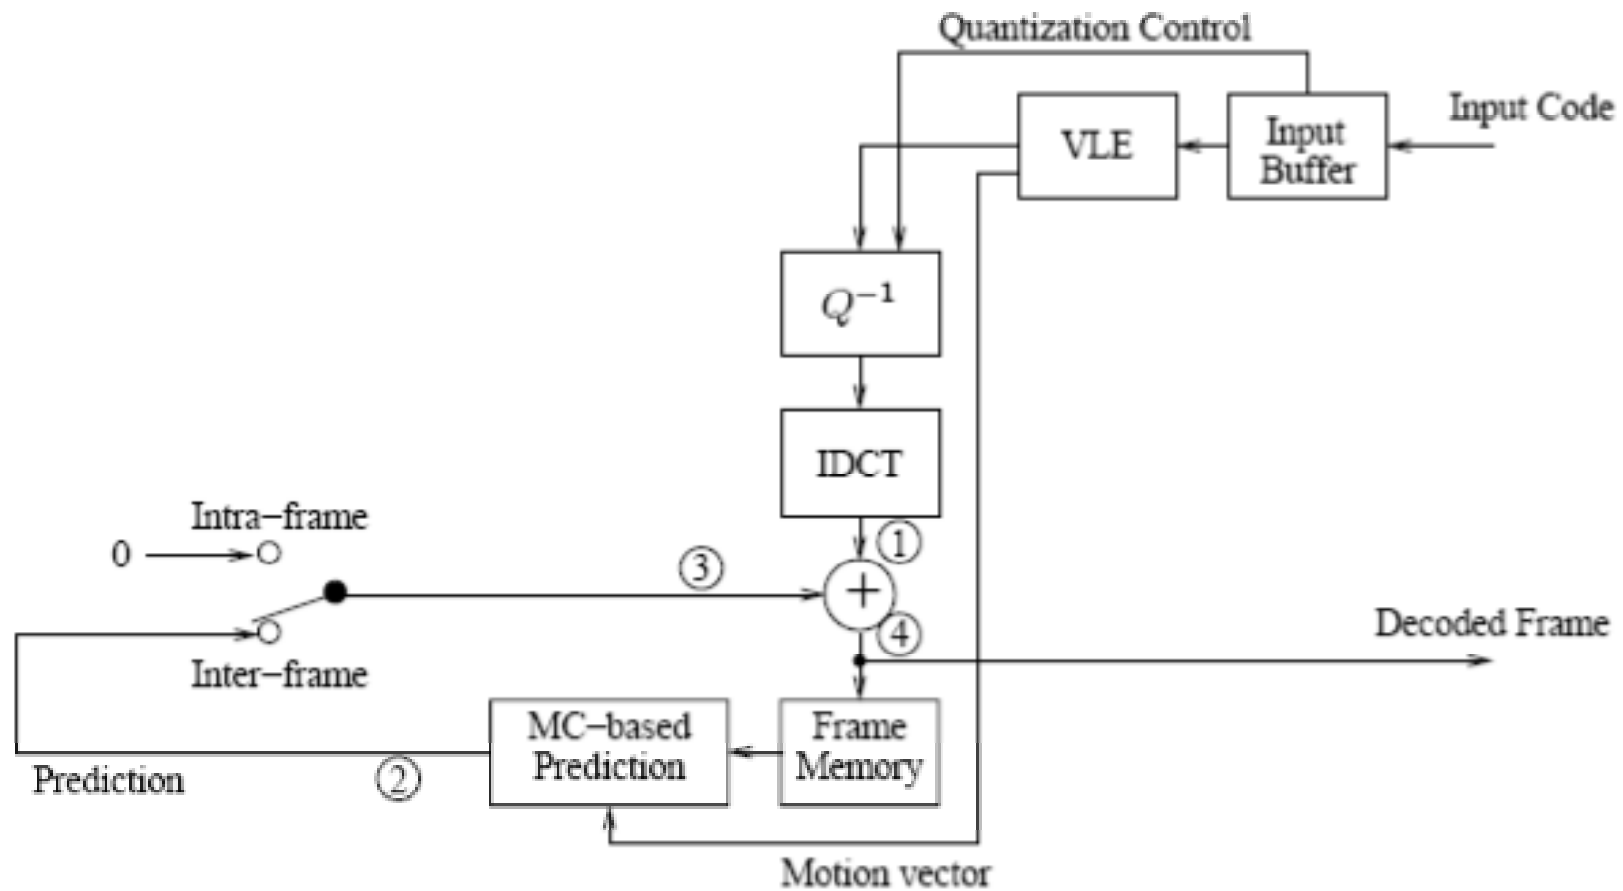 Quantization Control
Input Code
VLE
Input
Buffer
Q⁻¹
IDCT
Intra−frame
0
①
③
+
④
Decoded Frame
Inter−frame
MC−based
Prediction
Frame
Memory
Prediction
②
Motion vector